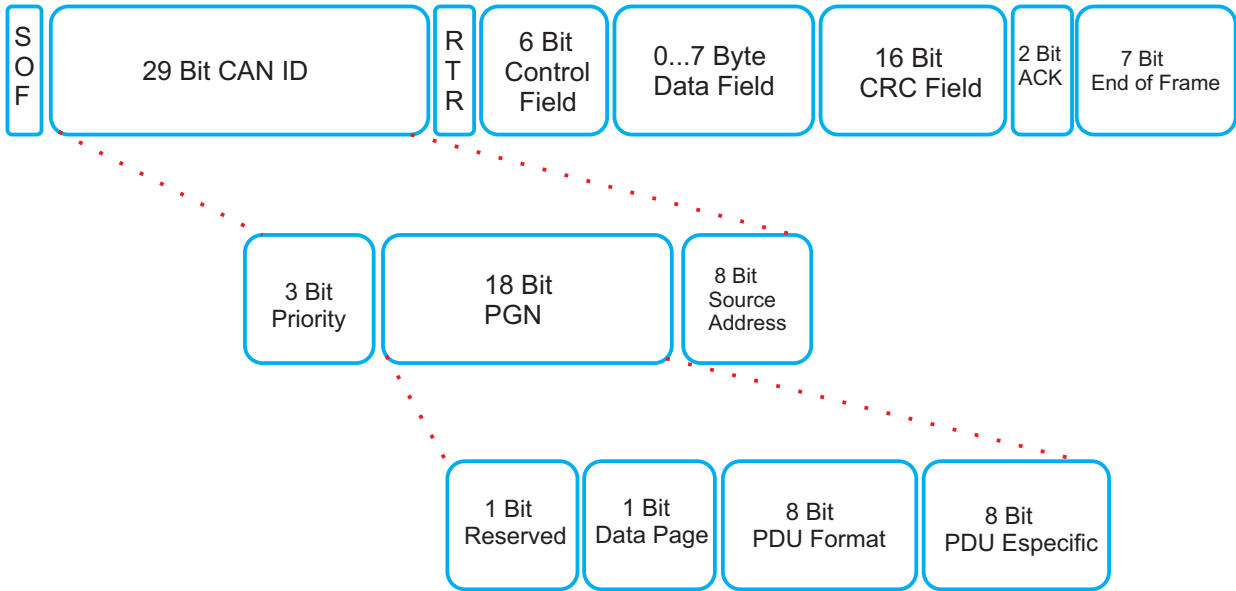 S
O
F
29 Bit CAN ID
R
T
R
6 Bit
Control
Field
0...7 Byte
Data Field
16 Bit
CRC Field
2 Bit
ACK
7 Bit
End of Frame
3 Bit
Priority
18 Bit
PGN
8 Bit
Source
Address
1 Bit
Reserved
1 Bit
Data Page
8 Bit
PDU Format
8 Bit
PDU Especific